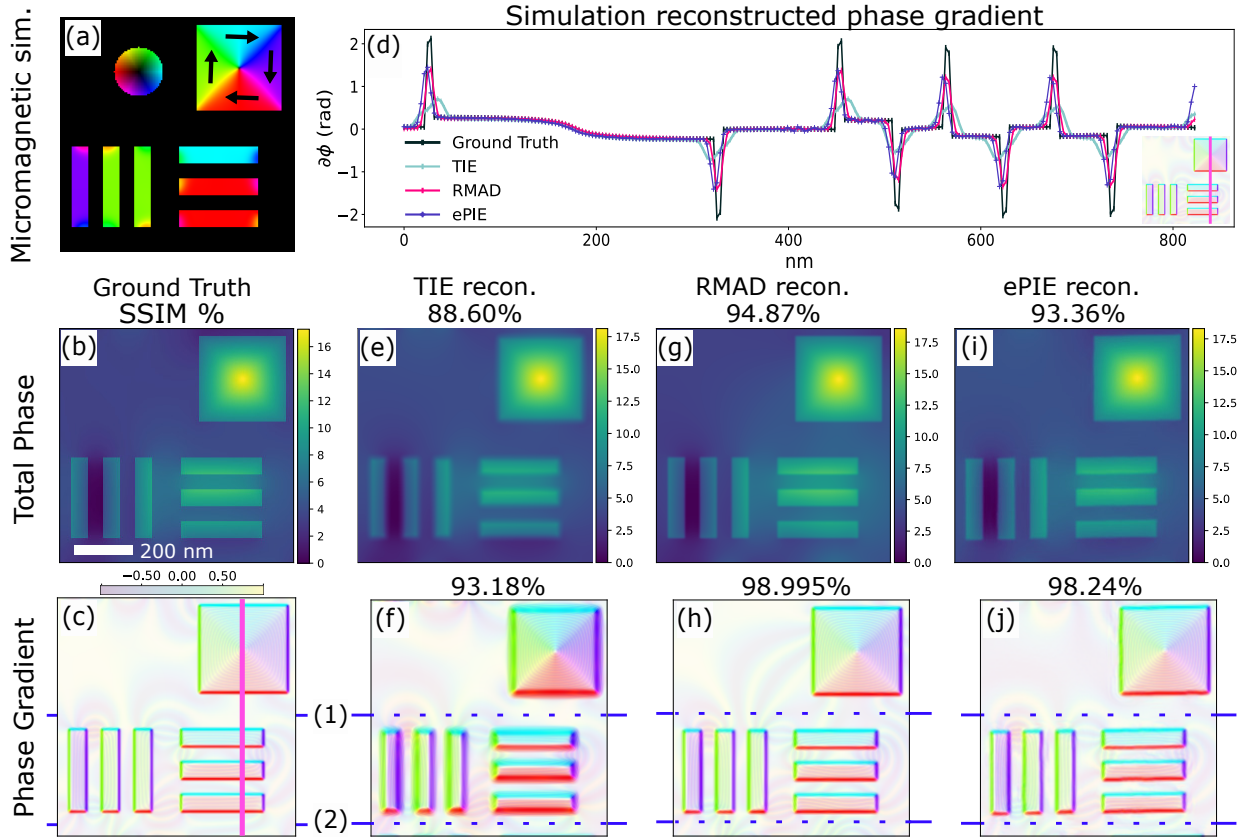 Micromagnetic sim.
(a)
Simulation reconstructed phase gradient
(d)
∂ϕ (rad)
2
1
0
−1
−2
Ground Truth
TIE
RMAD
ePIE
0 200 400 600 800
nm
Ground Truth
SSIM %
TIE recon.
88.60%
RMAD recon.
94.87%
ePIE recon.
93.36%
Total Phase
(b)
200 nm
16
14
12
10
8
6
4
2
0
(e)
17.5
15.0
12.5
10.0
7.5
5.0
2.5
0.0
(g)
17.5
15.0
12.5
10.0
7.5
5.0
2.5
0.0
(i)
17.5
15.0
12.5
10.0
7.5
5.0
2.5
0.0
−0.50 0.00 0.50
93.18%
98.995%
98.24%
Phase Gradient
(c)
(f)
(h)
(j)
(1)
(2)